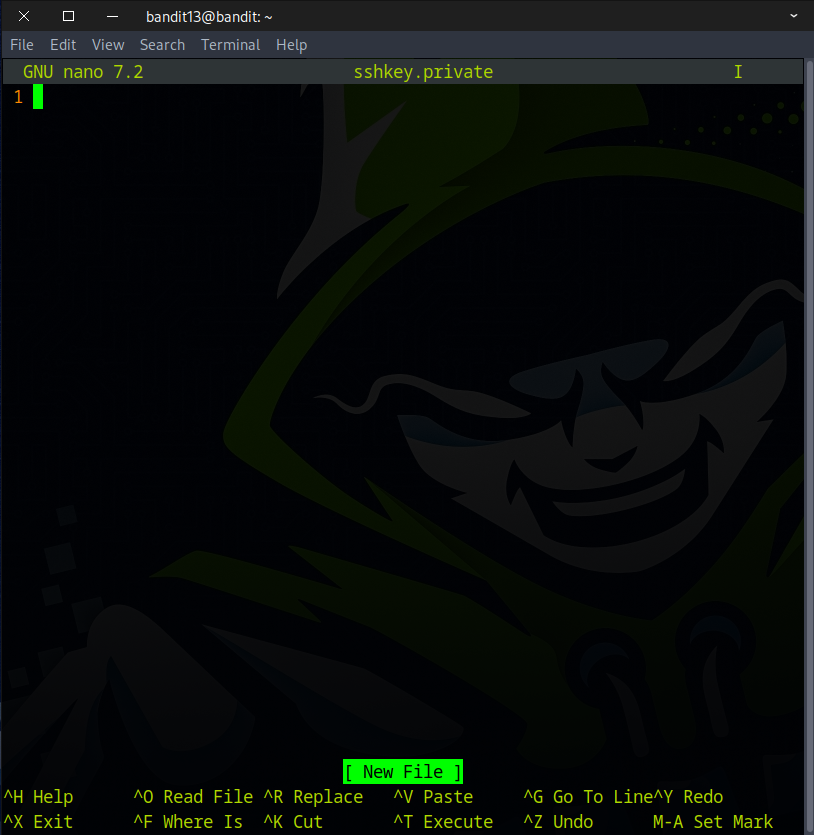 bandit13@bandit: ~
File Edit View Search Terminal Help
GNU nano 7.2 sshkey.private I
1
[ New File ]
^H Help ^O Read File ^R Replace ^V Paste ^G Go To Line^Y Redo
^X Exit ^F Where Is ^K Cut ^T Execute ^Z Undo M-A Set Mark